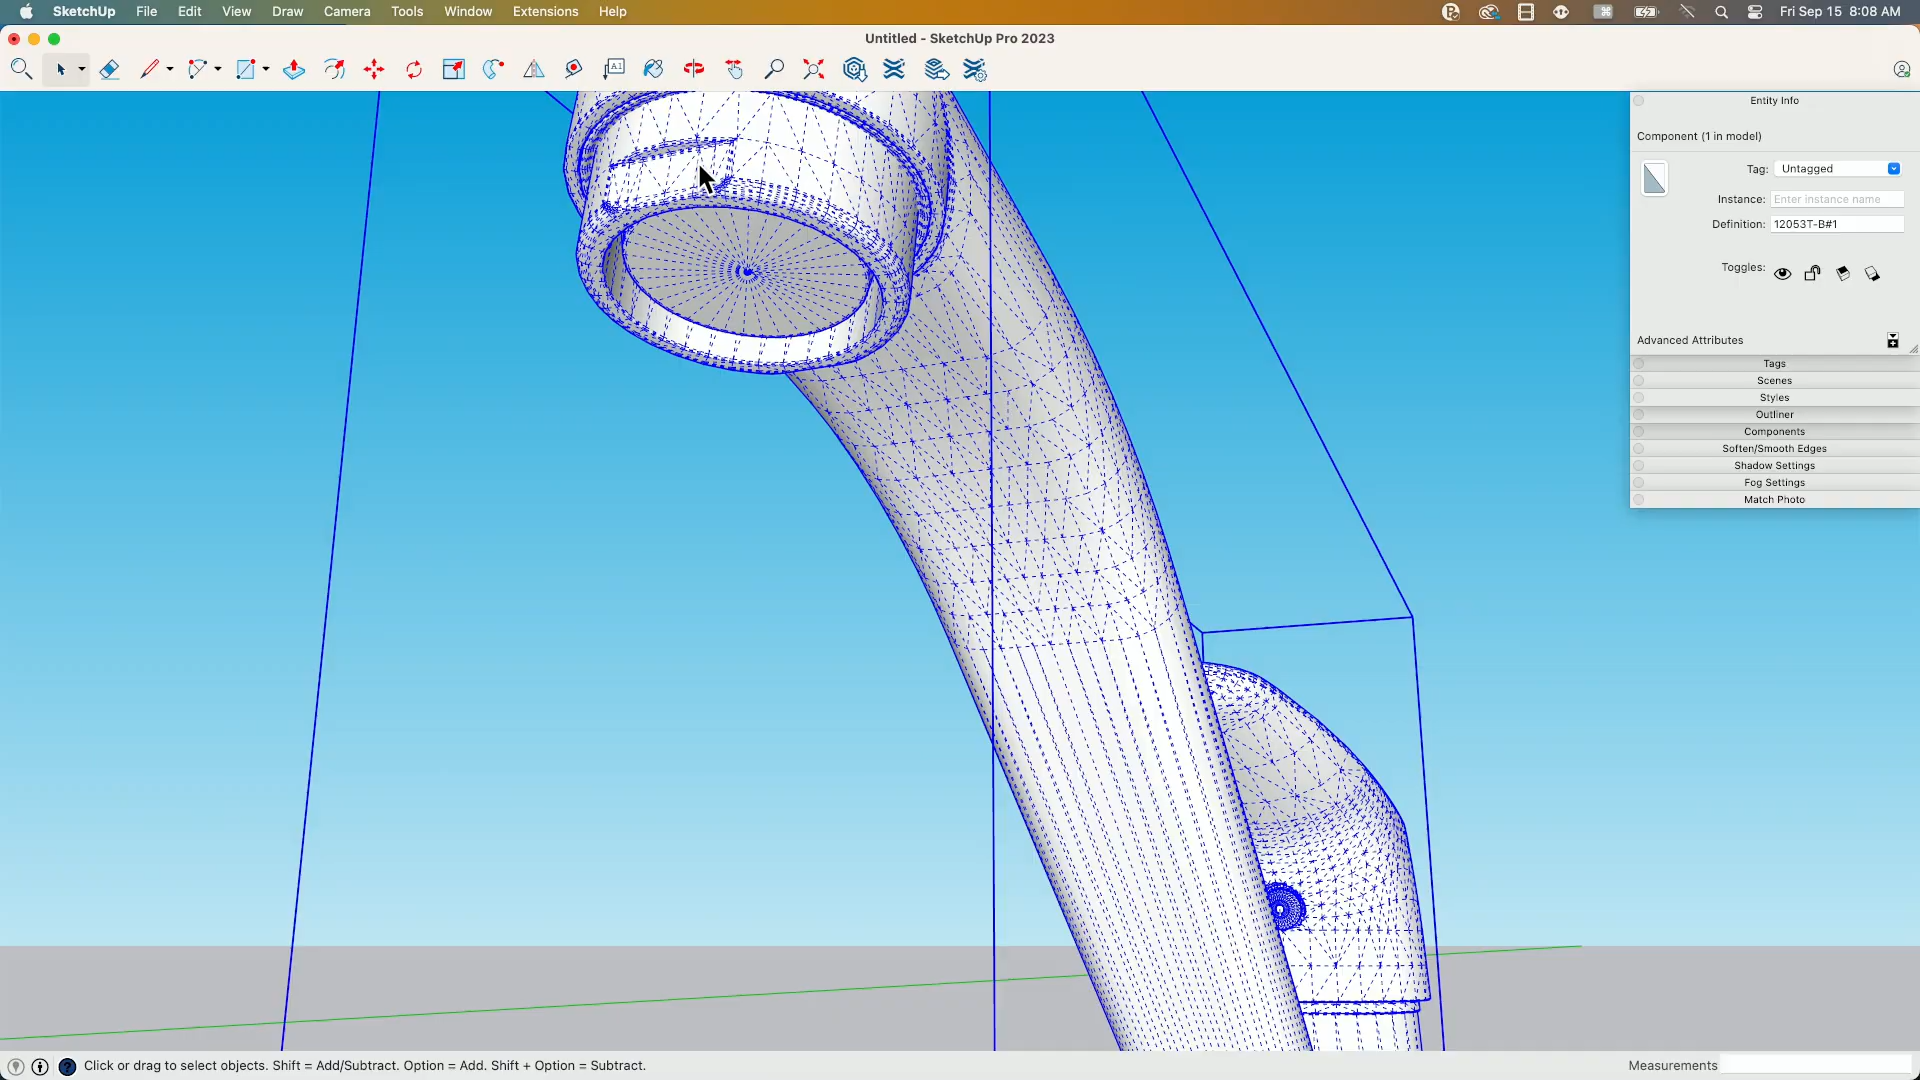 SketchUp File Edit View Draw Camera Tools Window Extensions Help Fri Sep 15 8:08 AM
Untitled - SketchUp Pro 2023
A1
Entity Info
Component (1 in model)
Tag: Untagged
Instance: Enter instance name
Definition: 12053T-B#1
Toggles:
Advanced Attributes
Tags
Scenes
Styles
Outliner
Components
Soften/Smooth Edges
Shadow Settings
Fog Settings
Match Photo
Click or drag to select objects. Shift = Add/Subtract. Option = Add. Shift + Option = Subtract. Measurements